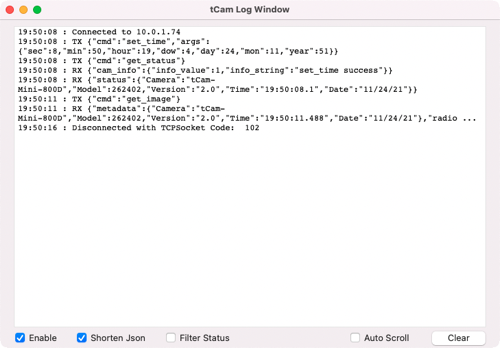 tCam Log Window
19:50:08 : Connected to 10.0.1.74
19:50:08 : TX {"cmd":"set_time","args":
{"sec":8,"min":50,"hour":19,"dow":4,"day":24,"mon":11,"year":51}}
19:50:08 : TX {"cmd":"get_status"}
19:50:08 : RX {"cam_info":{"info_value":1,"info_string":"set_time success"}}
19:50:08 : RX {"status":{"Camera":"tCam-
Mini-800D","Model":262402,"Version":"2.0","Time":"19:50:08.1","Date":"11/24/21"}}
19:50:11 : TX {"cmd":"get_image"}
19:50:11 : RX {"metadata":{"Camera":"tCam-
Mini-800D","Model":262402,"Version":"2.0","Time":"19:50:11.488","Date":"11/24/21"},"radio ...
19:50:16 : Disconnected with TCPSocket Code:  102
Enable Shorten Json Filter Status Auto Scroll Clear